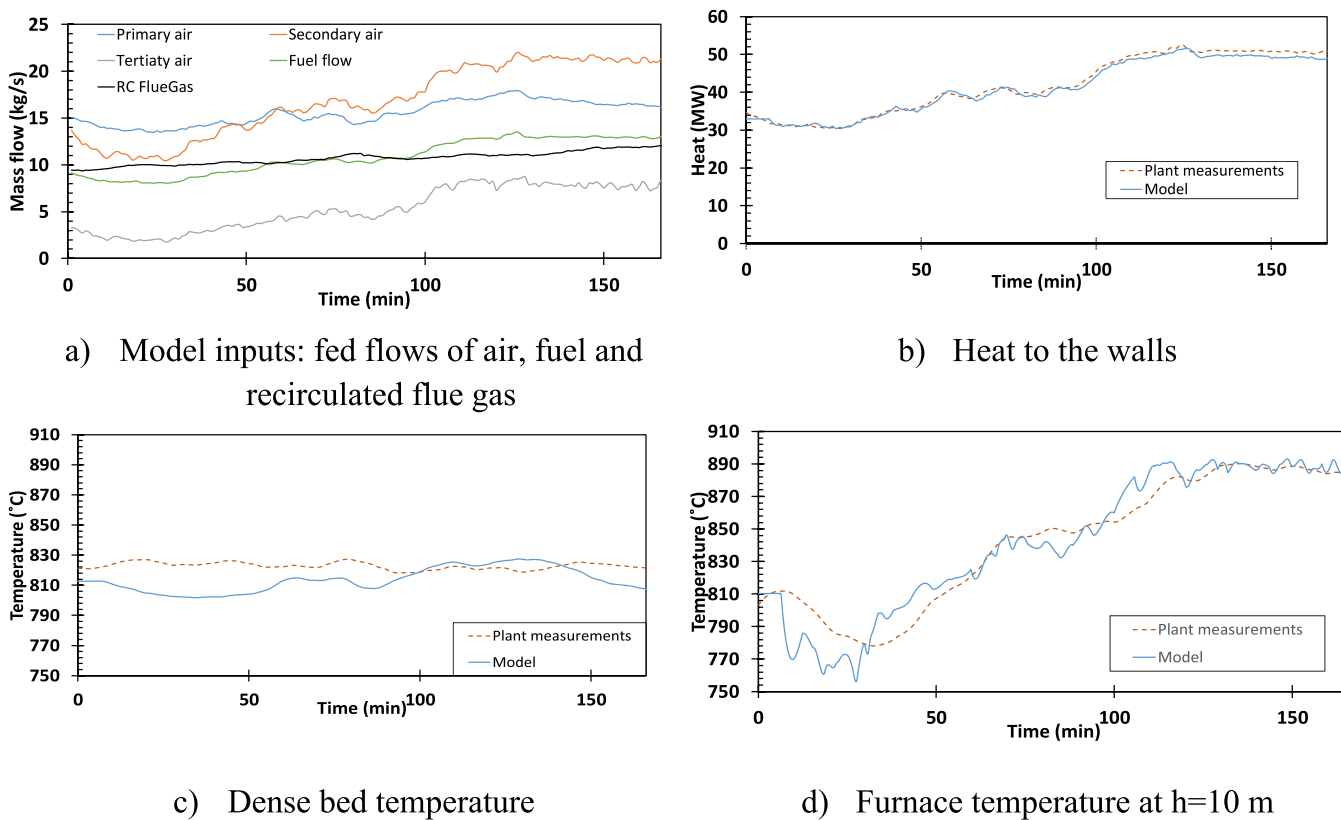 Primary air
Secondary air
Tertiaty air
Fuel flow
RC FlueGas
Mass flow (kg/s)
25
20
15
10
5
0
0 50 100 150
Time (min)
a) Model inputs: fed flows of air, fuel and
recirculated flue gas
Heat (MW)
60
50
40
30
20
10
0
Plant measurements
Model
0 50 100 150
Time (min)
b) Heat to the walls
Temperature (˚C)
910
890
870
850
830
810
790
770
750
Plant measurements
Model
0 50 100 150
Time (min)
c) Dense bed temperature
Temperature (˚C)
910
890
870
850
830
810
790
770
750
Plant measurements
Model
0 50 100 150
Time (min)
d) Furnace temperature at h=10 m